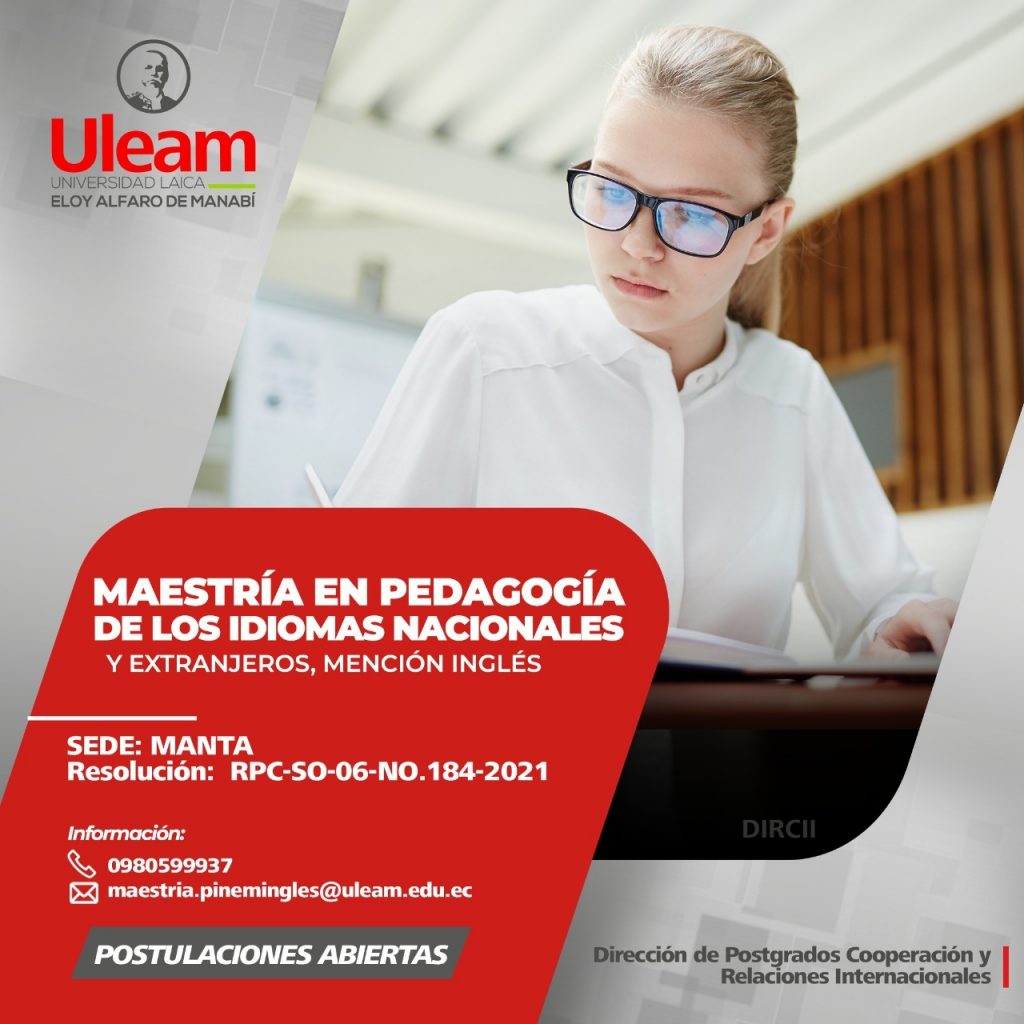 Uleam
UNIVERSIDAD LAICA
ELOY ALFARO DE MANABÍ
MAESTRÍA EN PEDAGOGÍA
DE LOS IDIOMAS NACIONALES
Y EXTRANJEROS, MENCIÓN INGLÉS
SEDE: MANTA
Resolución: RPC-SO-06-NO.184-2021
Información:
0980599937
maestria.pinemingles@uleam.edu.ec
POSTULACIONES ABIERTAS
DIRCII
Dirección de Postgrados Cooperación y
Relaciones Internacionales